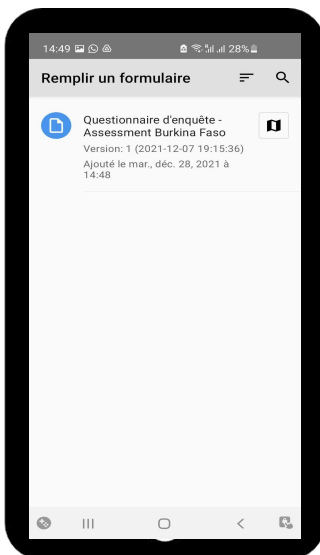 14:49 28%
Remplir un formulaire
Questionnaire d'enquête -
Assessment Burkina Faso
Version: 1 (2021-12-07 19:15:36)
Ajouté le mar., déc. 28, 2021 à
14:48